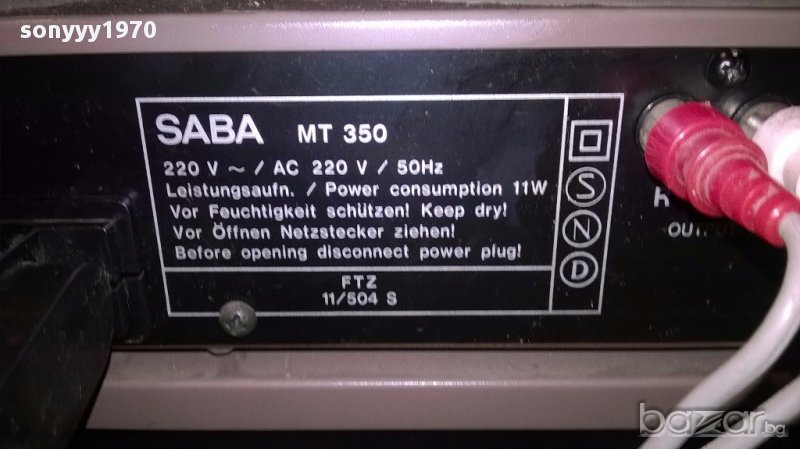 sonyyy1970
SABA MT 350
220 V ~ / AC 220 V / 50Hz
Leistungsaufn. / Power consumption 11W
Vor Feuchtigkeit schützen! Keep dry!
Vor Öffnen Netzstecker ziehen!
Before opening disconnect power plug!
FTZ
11/504 S
S
N
D
R
bazar.bg